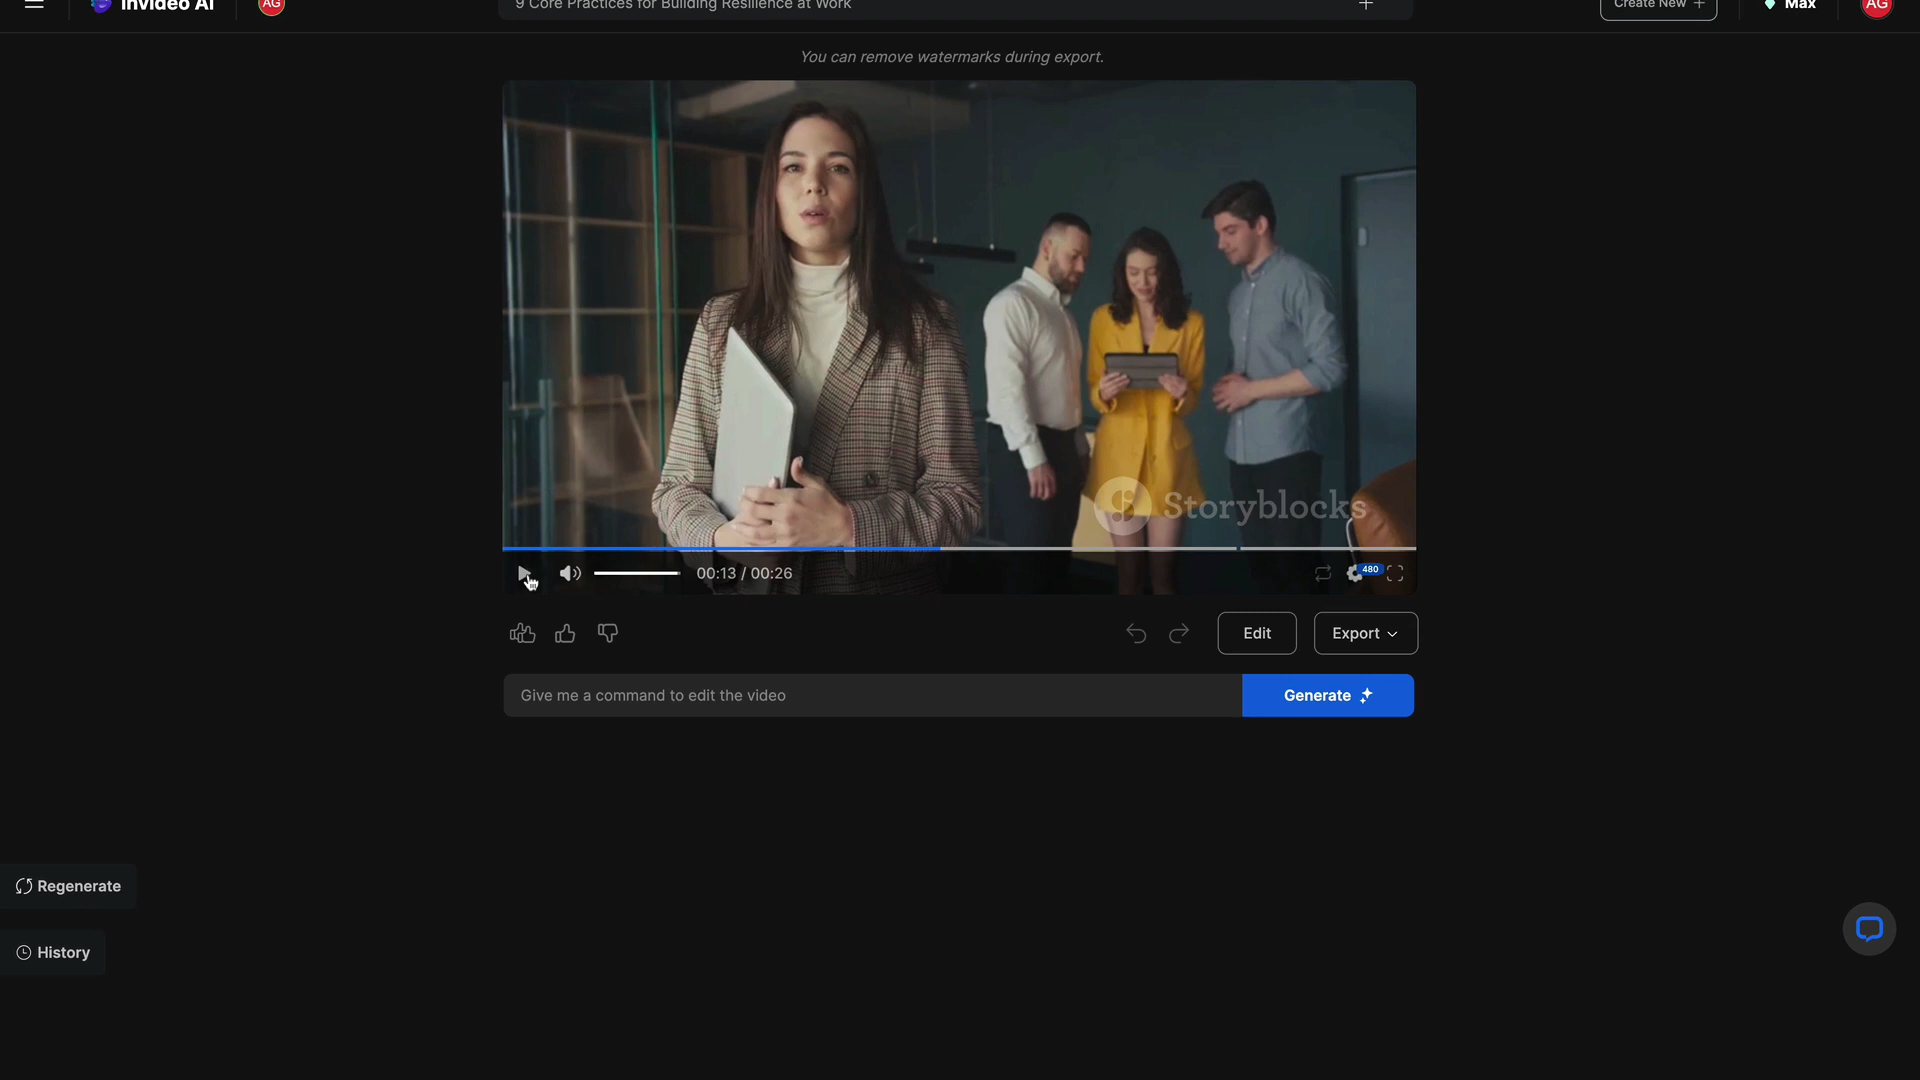 invideo AI
AG
9 Core Practices for Building Resilience at Work
Create New +
Max
AG
You can remove watermarks during export.
Storyblocks
00:13 / 00:26
480
Edit
Export
Give me a command to edit the video
Generate
Regenerate
History